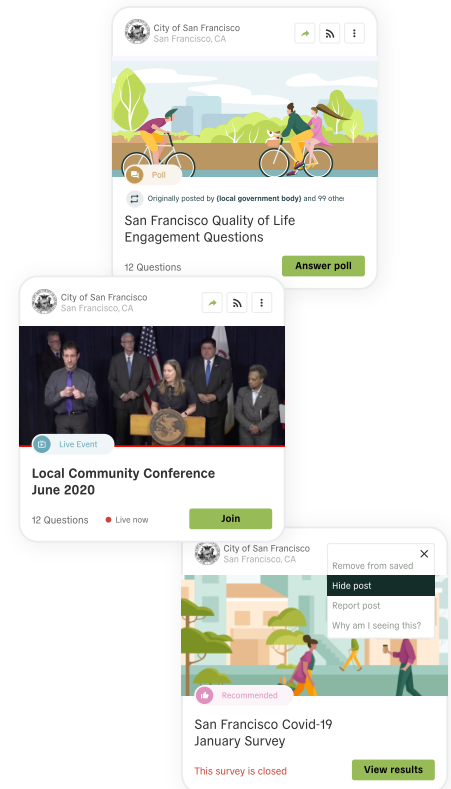 City of San Francisco
San Francisco, CA
Poll
Originally posted by (local government body) and 99 othe
San Francisco Quality of Life
Engagement Questions
12 Questions
Answer poll
City of San Francisco
San Francisco, CA
Live Event
Local Community Conference
June 2020
12 Questions
Live now
Join
City of San Francisco
San Francisco, CA
Remove from saved
Hide post
Report post
Why am I seeing this?
Recommended
San Francisco Covid-19
January Survey
This survey is closed
View results